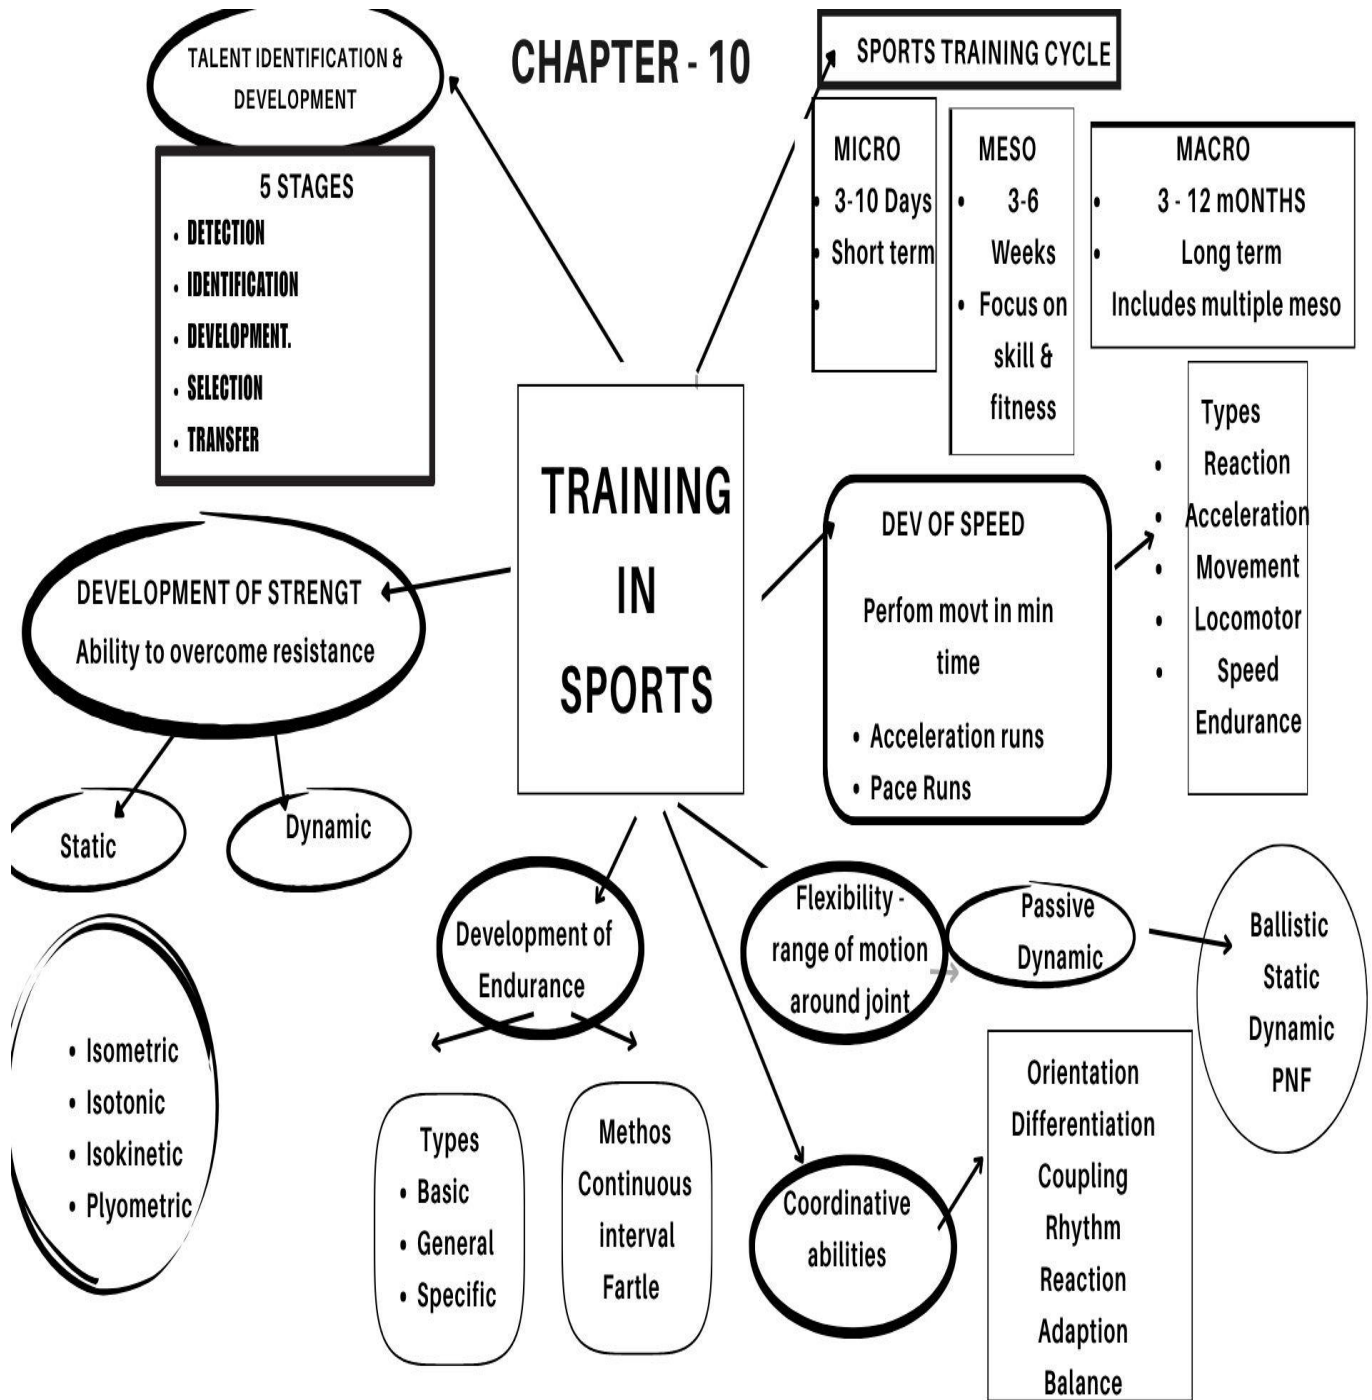 CHAPTER - 10
TALENT IDENTIFICATION &
DEVELOPMENT
5 STAGES
• DETECTION
• IDENTIFICATION
• DEVELOPMENT.
• SELECTION
• TRANSFER
SPORTS TRAINING CYCLE
MICRO
• 3-10 Days
• Short term
•
MESO
• 3-6
Weeks
• Focus on
skill &
fitness
MACRO
• 3 - 12 mONTHS
• Long term
Includes multiple meso
TRAINING
IN
SPORTS
DEVELOPMENT OF STRENGT
Ability to overcome resistance
Static
Dynamic
• Isometric
• Isotonic
• Isokinetic
• Plyometric
DEV OF SPEED
Perfom movt in min
time
• Acceleration runs
• Pace Runs
Types
• Reaction
• Acceleration
• Movement
• Locomotor
• Speed
Endurance
Development of
Endurance
Types
• Basic
• General
• Specific
Methos
Continuous
interval
Fartle
Flexibility -
range of motion
around joint
Passive
Dynamic
Ballistic
Static
Dynamic
PNF
Coordinative
abilities
Orientation
Differentiation
Coupling
Rhythm
Reaction
Adaption
Balance